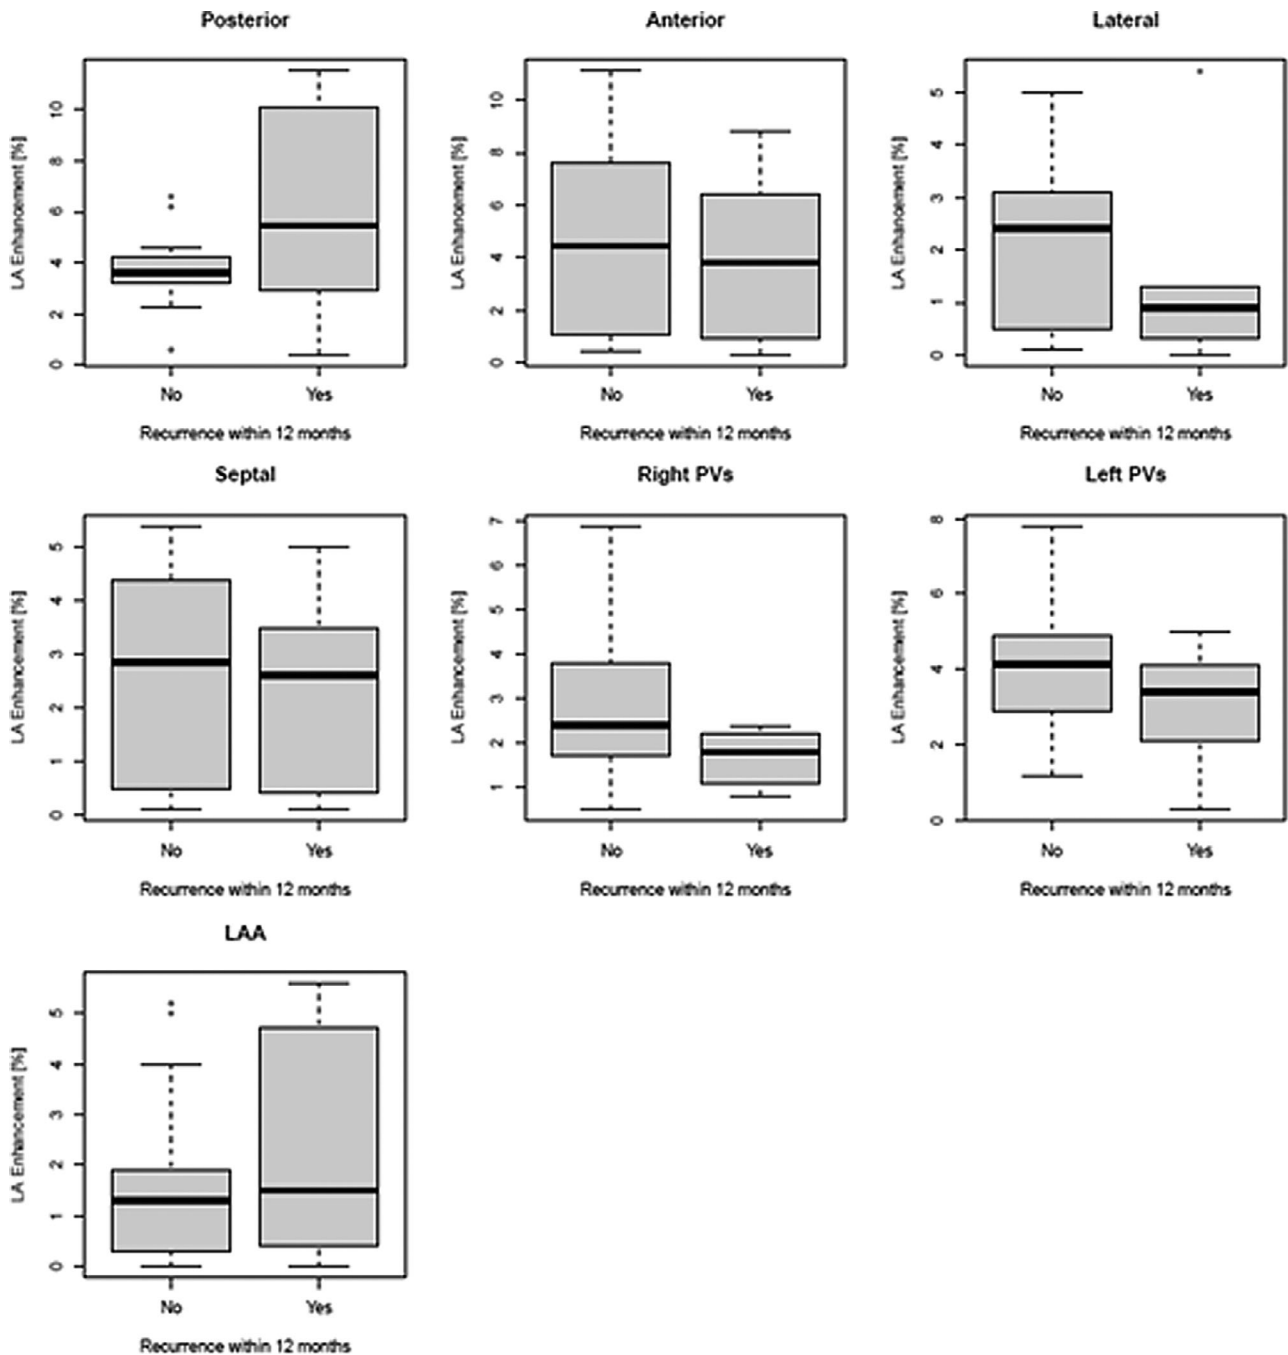 Posterior
LA Enhancement [%]
0 2 4 6 8 10
No Yes
Recurrence within 12 months
Anterior
LA Enhancement [%]
0 2 4 6 8 10
No Yes
Recurrence within 12 months
Lateral
LA Enhancement [%]
0 1 2 3 4 5
No Yes
Recurrence within 12 months
Septal
LA Enhancement [%]
0 1 2 3 4 5
No Yes
Recurrence within 12 months
Right PVs
LA Enhancement [%]
1 2 3 4 5 6 7
No Yes
Recurrence within 12 months
Left PVs
LA Enhancement [%]
0 2 4 6 8
No Yes
Recurrence within 12 months
LAA
LA Enhancement [%]
0 1 2 3 4 5
No Yes
Recurrence within 12 months